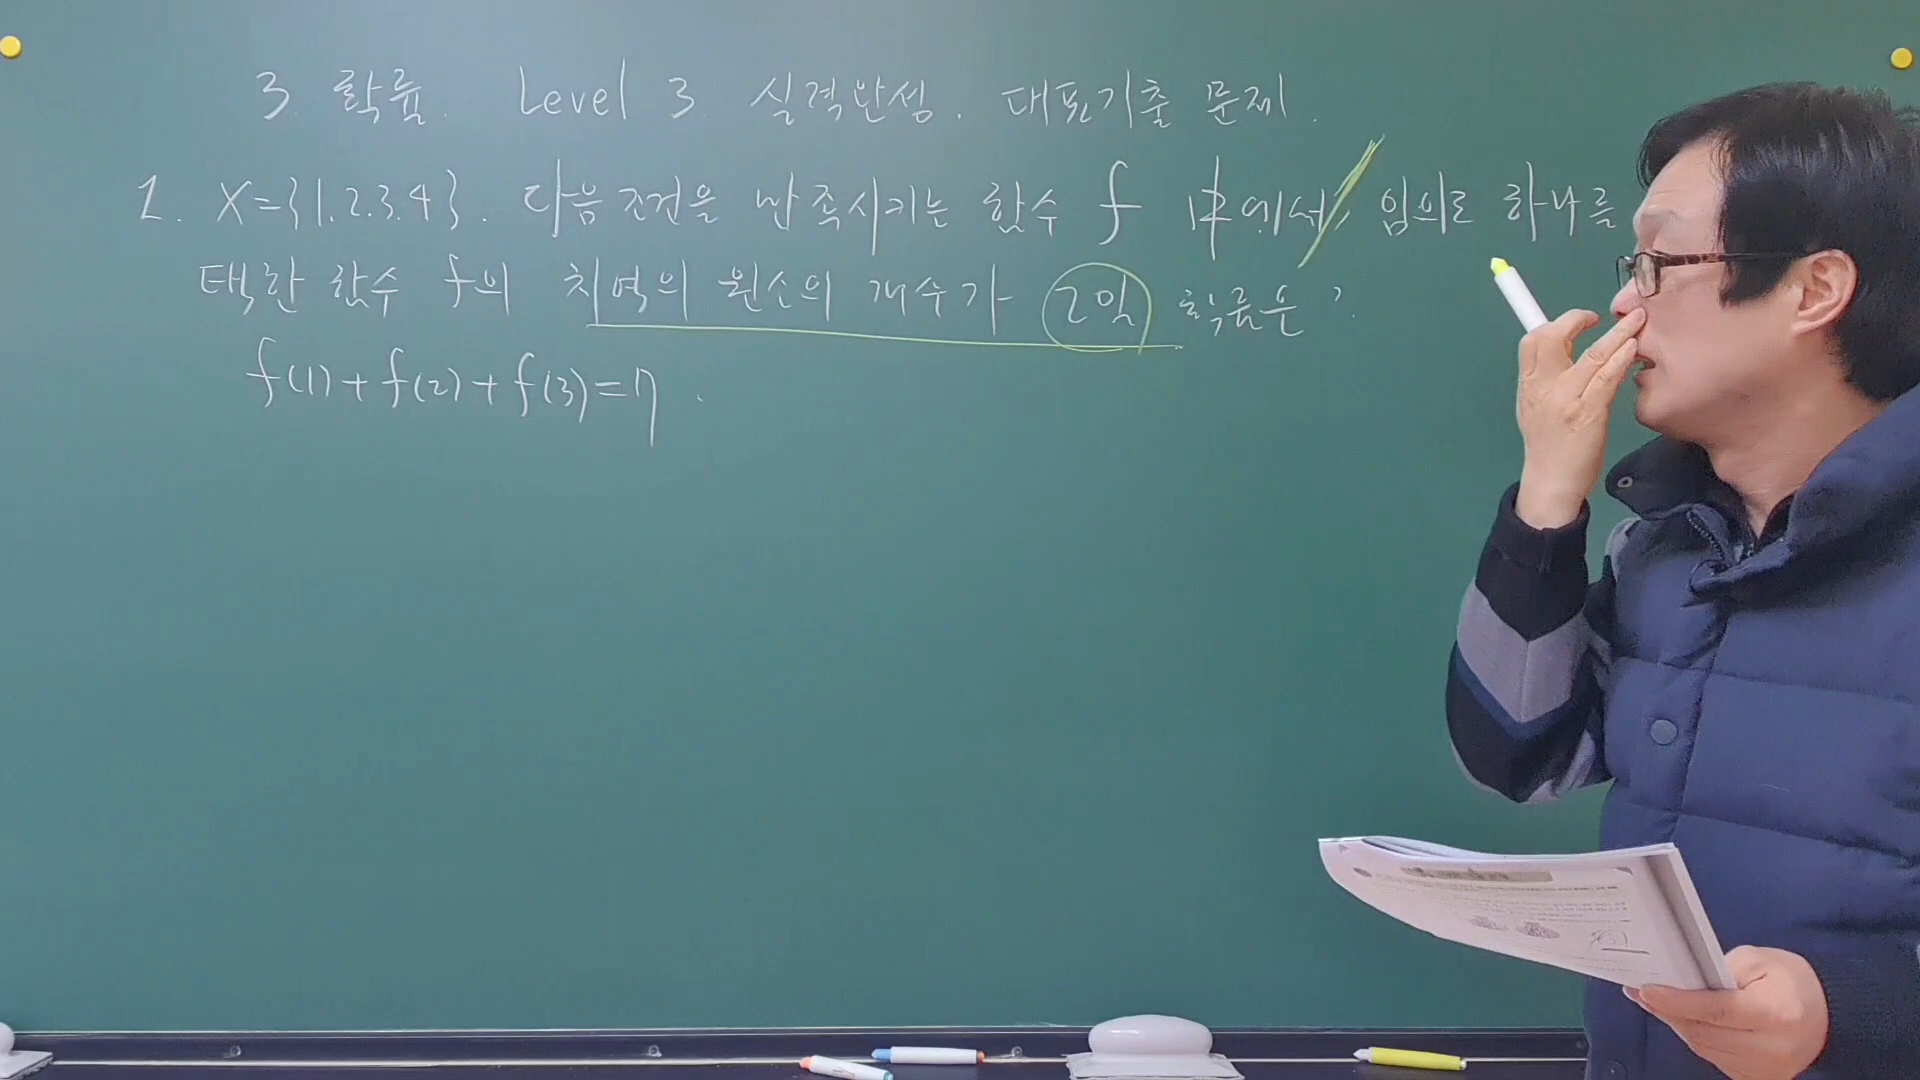 3. 확률. Level 3. 실력완성. 대표기출 문제.
1. X={1.2.3.4}. 다음조건을 만족시키는 함수 f 中에서, 임의로 하나를
택한 함수 f의 치역의 원소의 개수가 2일 확률은?
f(1)+f(2)+f(3)=7.